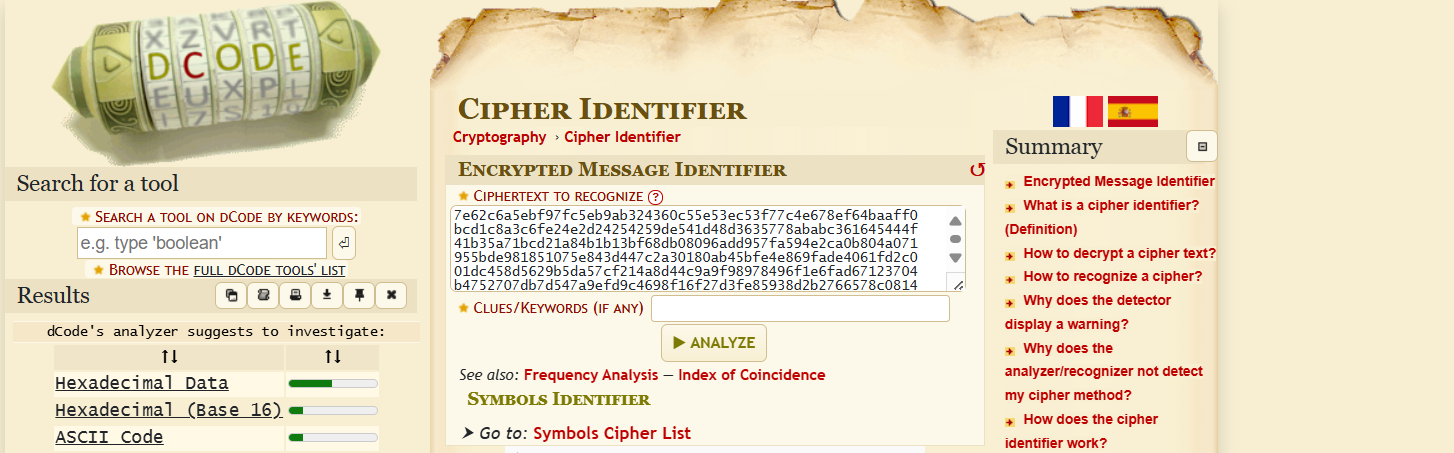 X Z V R T
D C O D E
E U X P L
Search for a tool
Search a tool on dCode by keywords:
e.g. type 'boolean'
Browse the full dCode tools' list
Results
dCode's analyzer suggests to investigate:
↑↓ ↑↓
Hexadecimal Data
Hexadecimal (Base 16)
ASCII Code
Cipher Identifier
Cryptography › Cipher Identifier
Encrypted Message Identifier
Ciphertext to recognize ?
7e62c6a5ebf97fc5eb9ab324360c55e53ec53f77c4e678ef64baaff0
bcd1c8a3c6fe24e2d24254259de541d48d3635778ababc361645444f
41b35a71bcd21a84b1b13bf68db08096add957fa594e2ca0b804a071
955bde981851075e843d447c2a30180ab45bfe4e869fade4061fd2c0
01dc458d5629b5da57cf214a8d44c9a9f98978496f1e6fad67123704
b4752707db7d547a9efd9c4698f16f27d3fe85938d2b2766578c0814
Clues/Keywords (if any)
▶ ANALYZE
See also: Frequency Analysis — Index of Coincidence
Symbols Identifier
➤ Go to: Symbols Cipher List
Summary
Encrypted Message Identifier
What is a cipher identifier?
(Definition)
How to decrypt a cipher text?
How to recognize a cipher?
Why does the detector
display a warning?
Why does the
analyzer/recognizer not detect
my cipher method?
How does the cipher
identifier work?